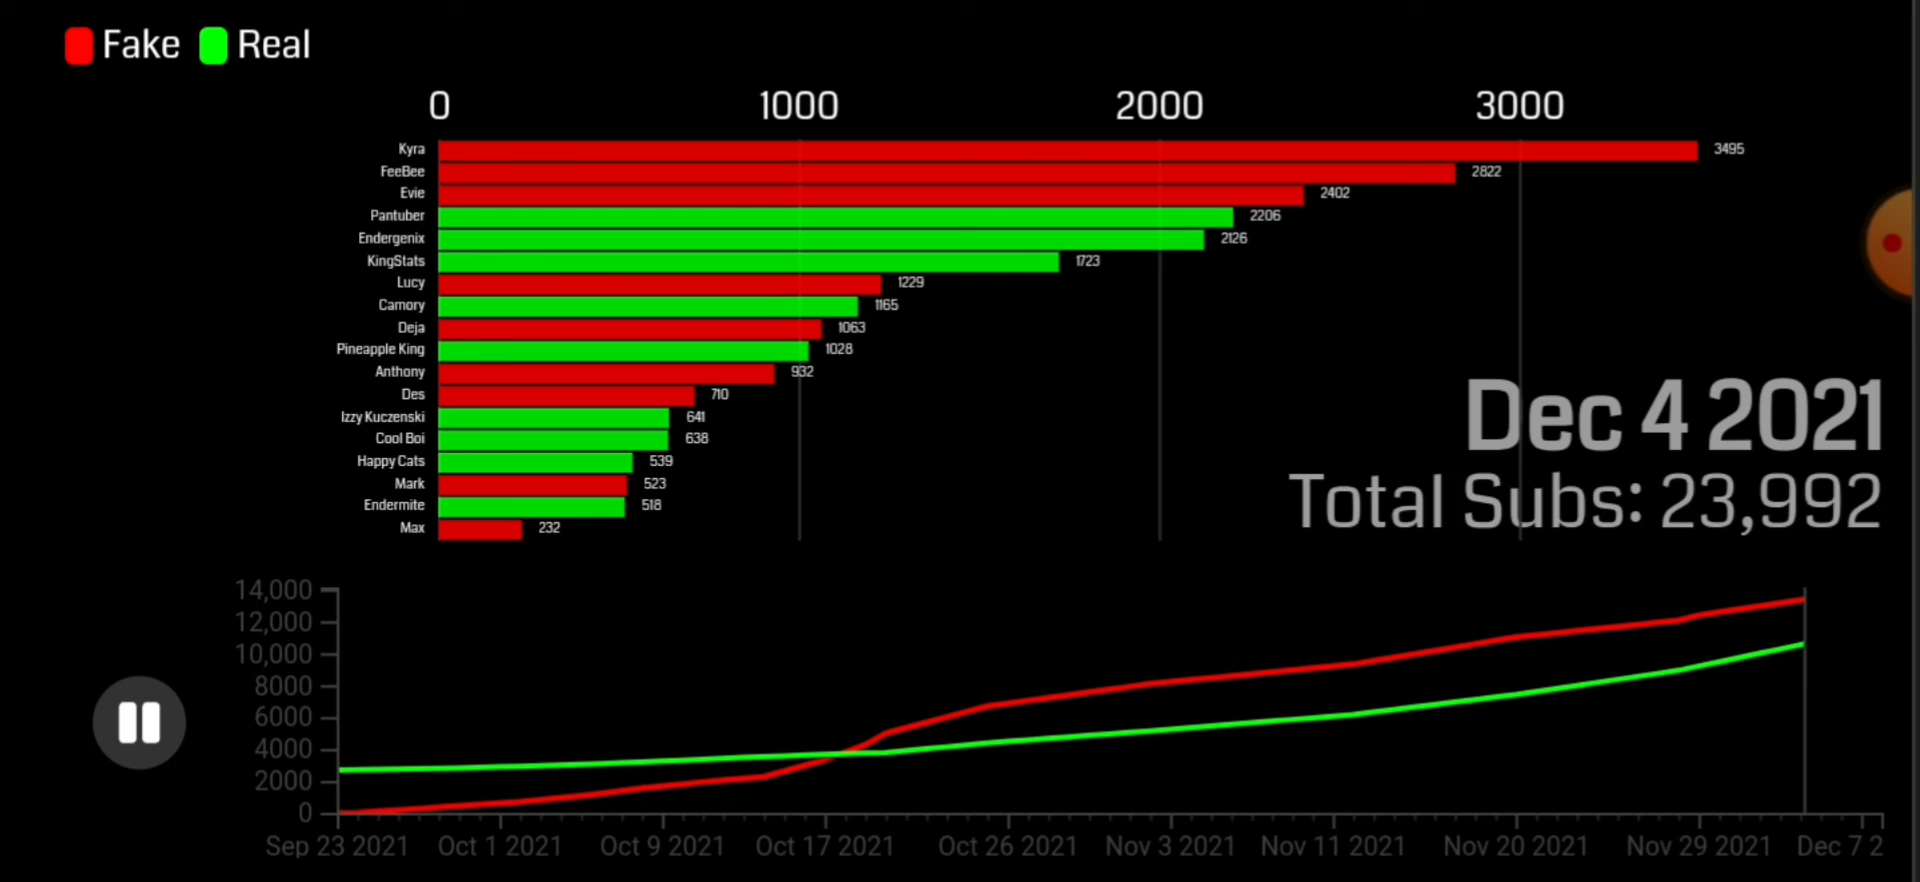 Fake Real
0 1000 2000 3000
Kyra 3495
FeeBee 2822
Evie 2402
Pantuber 2206
Endergenix 2126
KingStats 1723
Lucy 1229
Camory 1165
Deja 1063
Pineapple King 1028
Anthony 932
Des 710
Izzy Kuczenski 641
Cool Boi 638
Happy Cats 539
Mark 523
Endermite 518
Max 232
Dec 4 2021
Total Subs: 23,992
14,000
12,000
10,000
8000
6000
4000
2000
0
Sep 23 2021 Oct 1 2021 Oct 9 2021 Oct 17 2021 Oct 26 2021 Nov 3 2021 Nov 11 2021 Nov 20 2021 Nov 29 2021 Dec 7 2